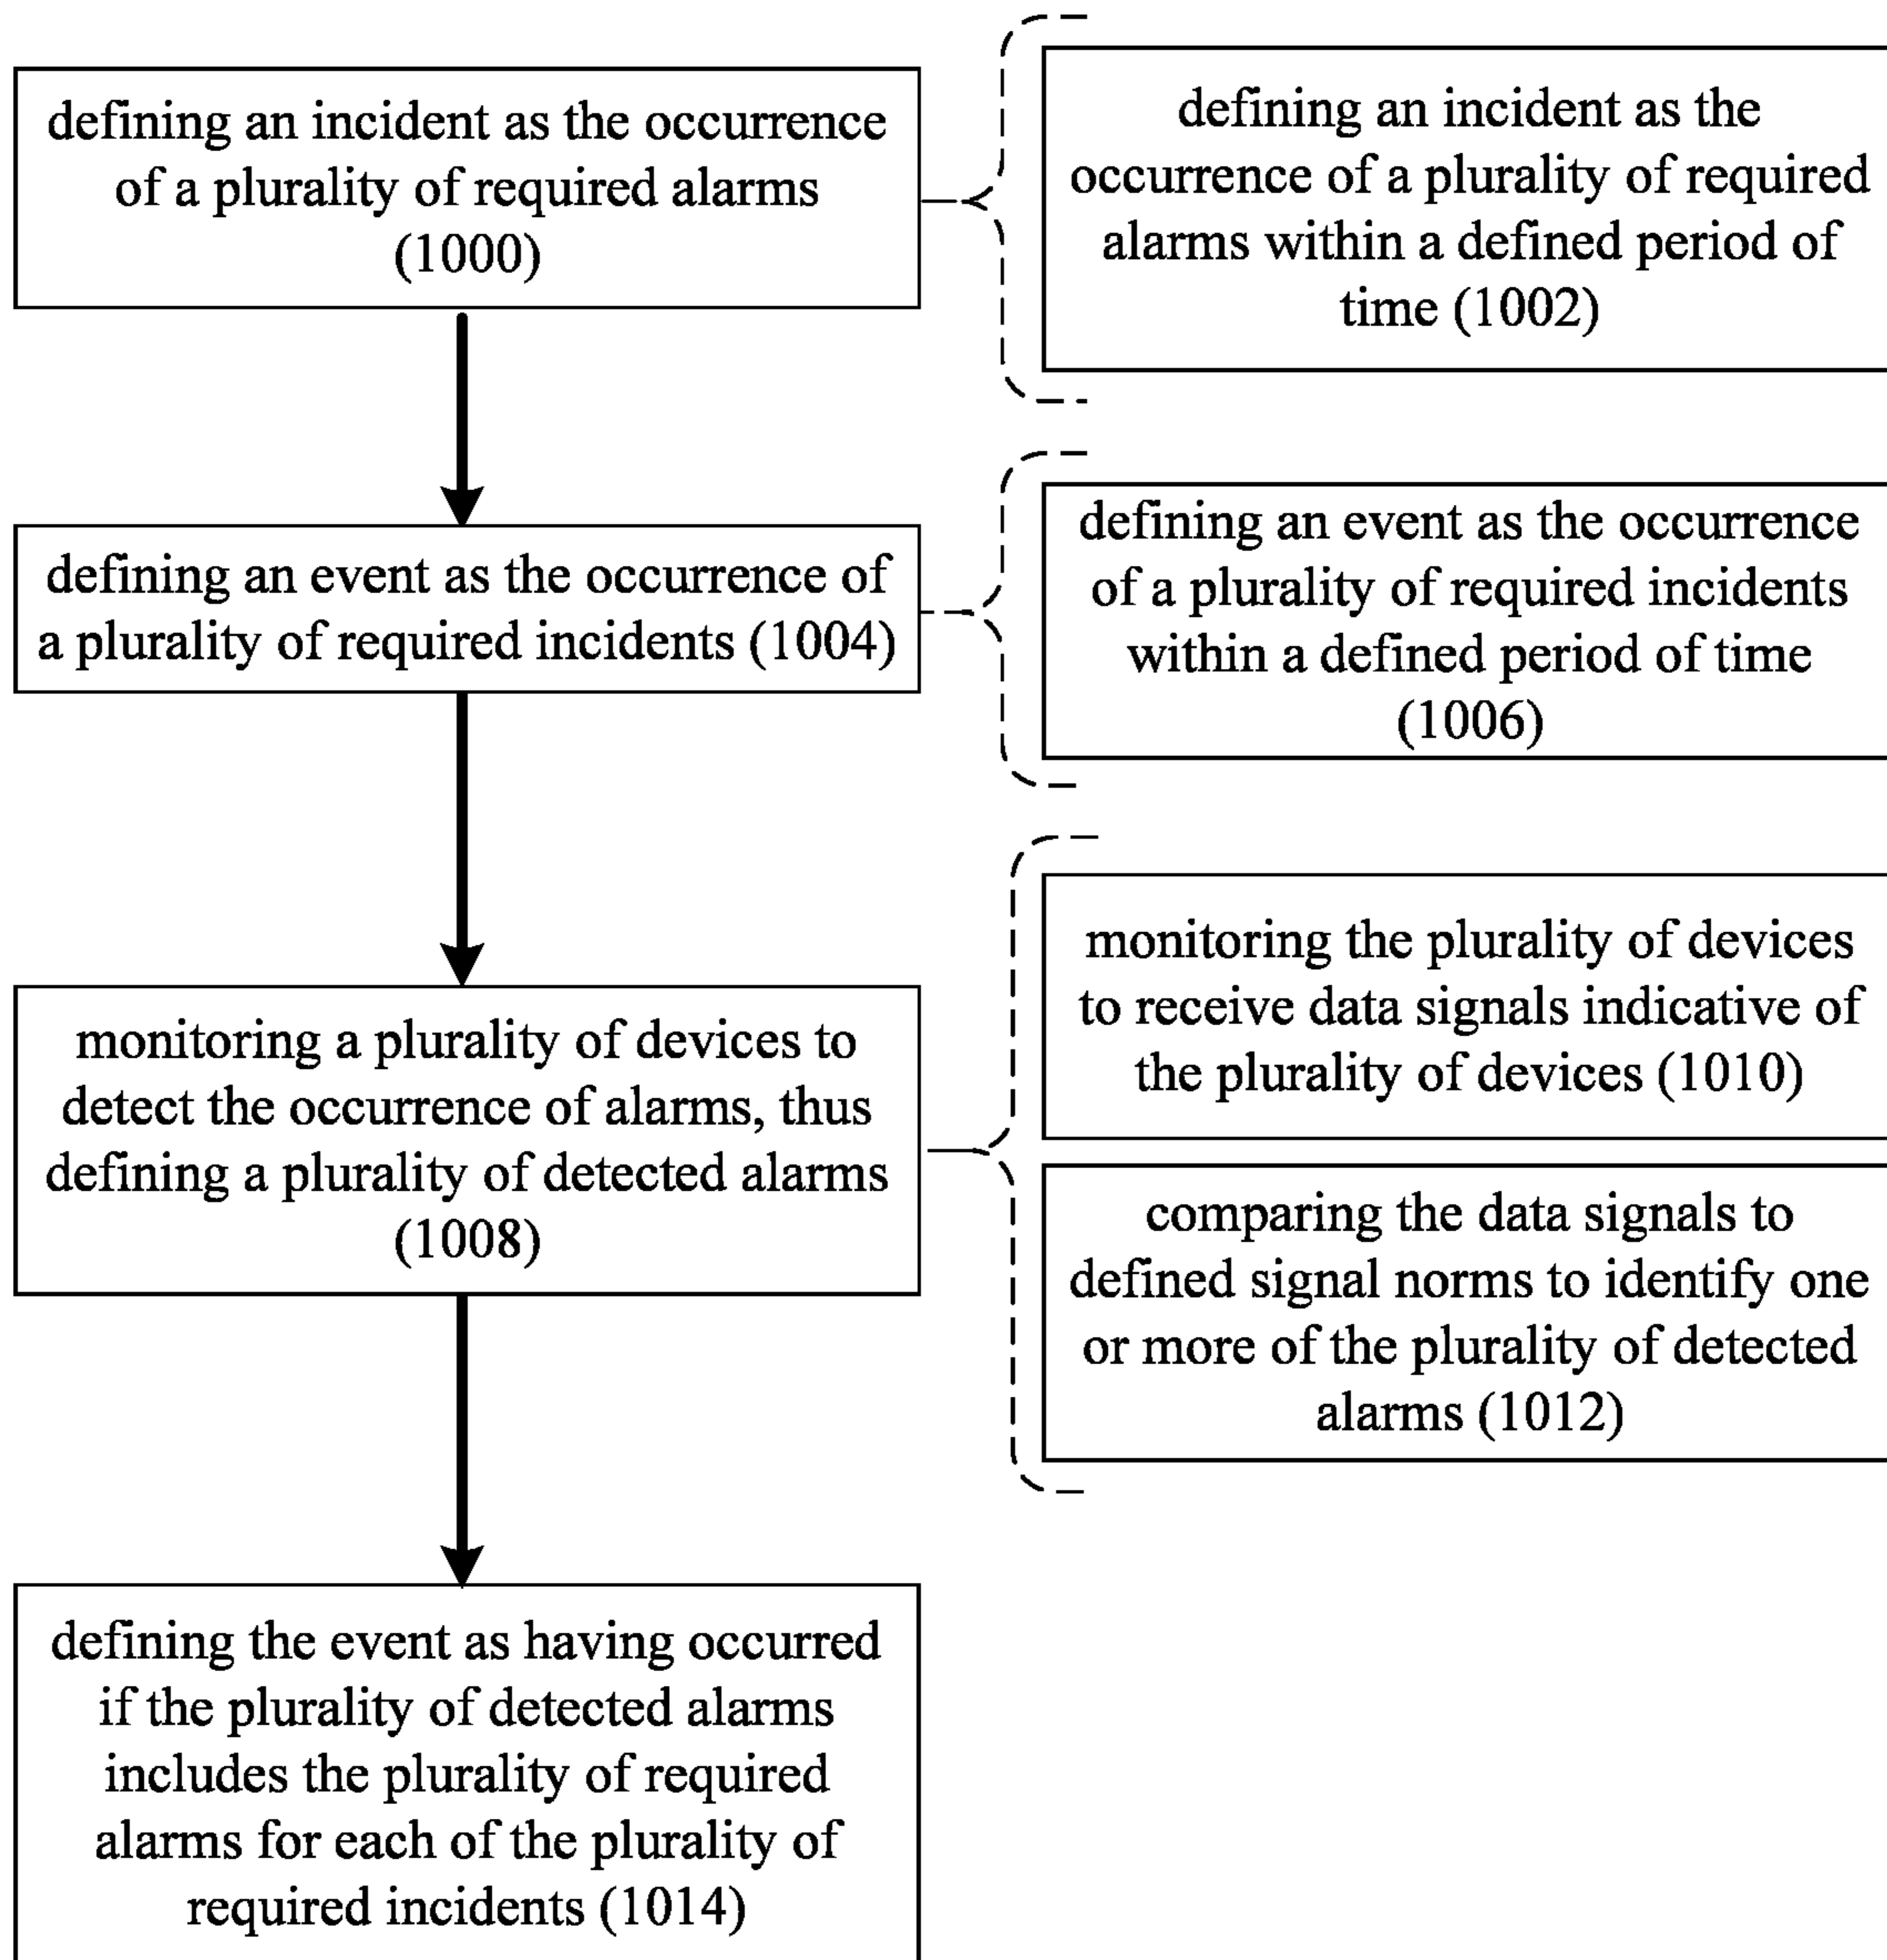 defining an incident as the occurrence
of a plurality of required alarms
(1000)
defining an incident as the
occurrence of a plurality of required
alarms within a defined period of
time (1002)
defining an event as the occurrence of
a plurality of required incidents (1004)
defining an event as the occurrence
of a plurality of required incidents
within a defined period of time
(1006)
monitoring a plurality of devices to
detect the occurrence of alarms, thus
defining a plurality of detected alarms
(1008)
monitoring the plurality of devices
to receive data signals indicative of
the plurality of devices (1010)
comparing the data signals to
defined signal norms to identify one
or more of the plurality of detected
alarms (1012)
defining the event as having occurred
if the plurality of detected alarms
includes the plurality of required
alarms for each of the plurality of
required incidents (1014)